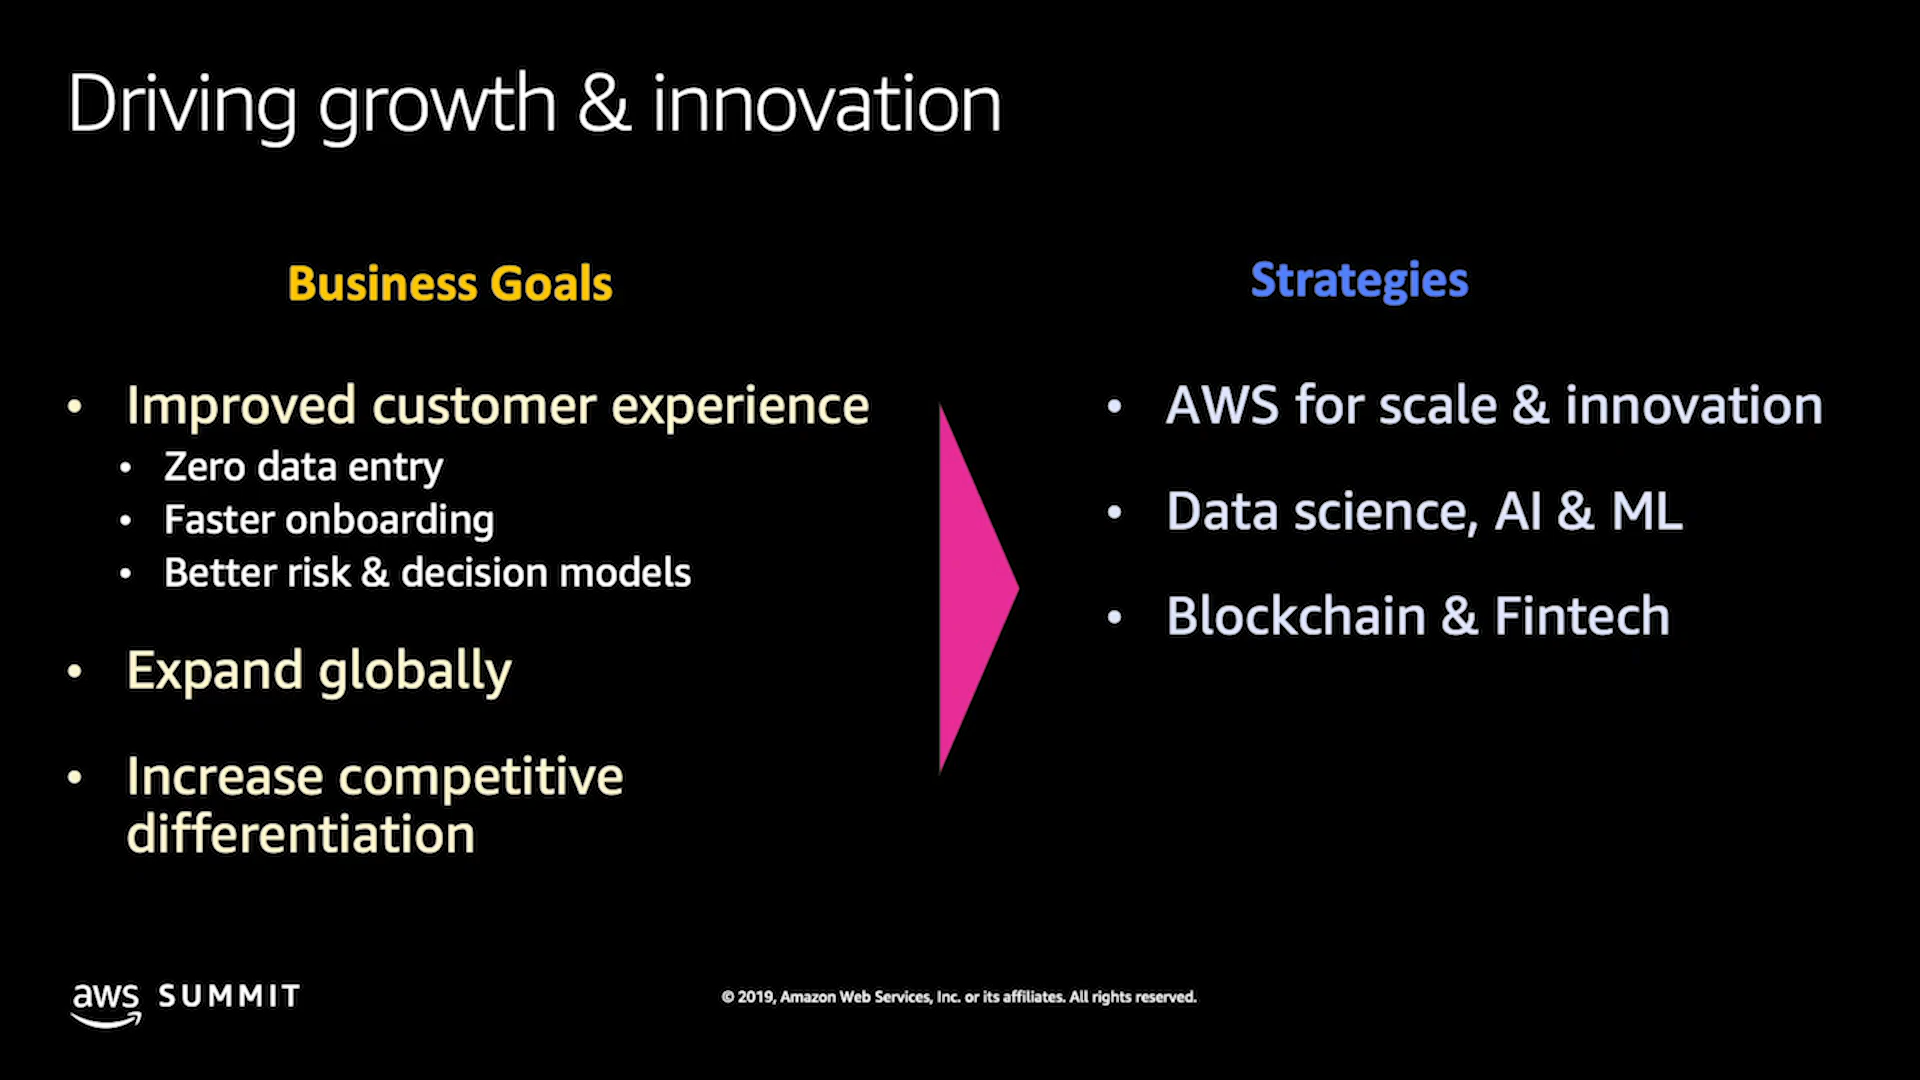 Driving growth & innovation
Business Goals
• Improved customer experience
• Zero data entry
• Faster onboarding
• Better risk & decision models
• Expand globally
• Increase competitive
differentiation
Strategies
• AWS for scale & innovation
• Data science, AI & ML
• Blockchain & Fintech
aws SUMMIT
© 2019, Amazon Web Services, Inc. or its affiliates. All rights reserved.